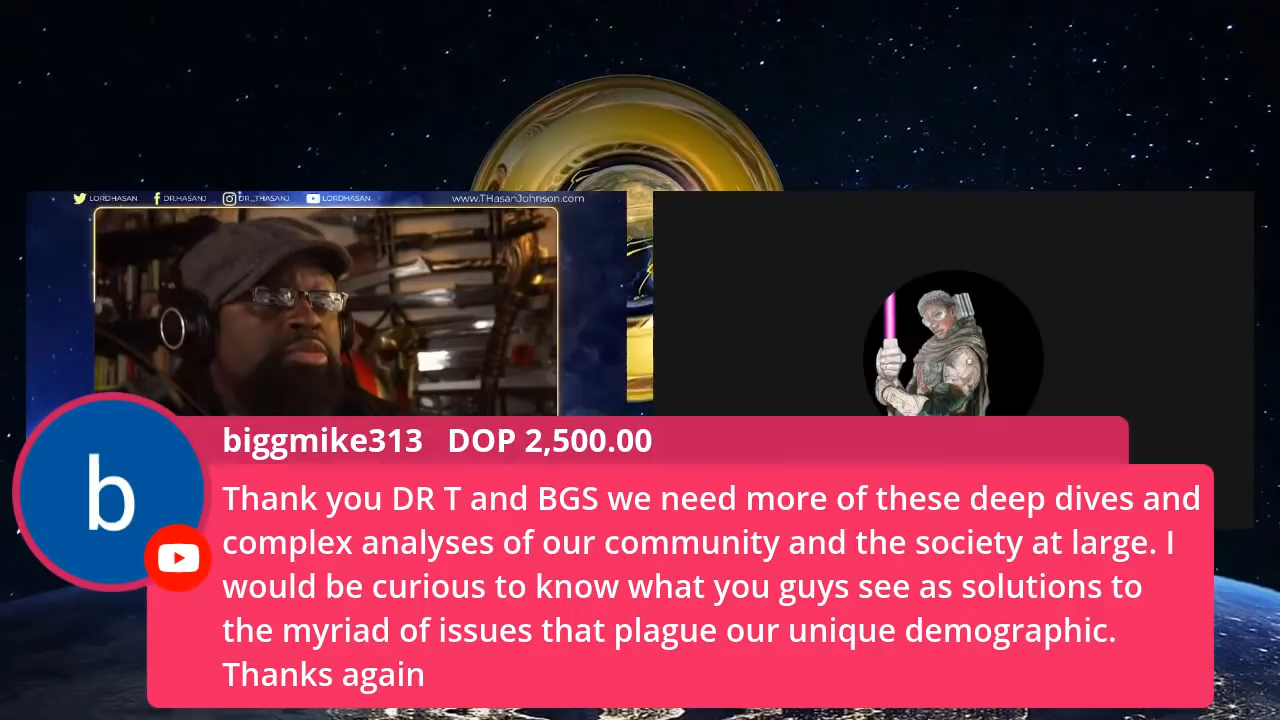 LORDHASAN DR.HASANJ DR_THASANJ LORDHASAN www.THasanJohnson.com
b
biggmike313 DOP 2,500.00
Thank you DR T and BGS we need more of these deep dives and
complex analyses of our community and the society at large. I
would be curious to know what you guys see as solutions to
the myriad of issues that plague our unique demographic.
Thanks again